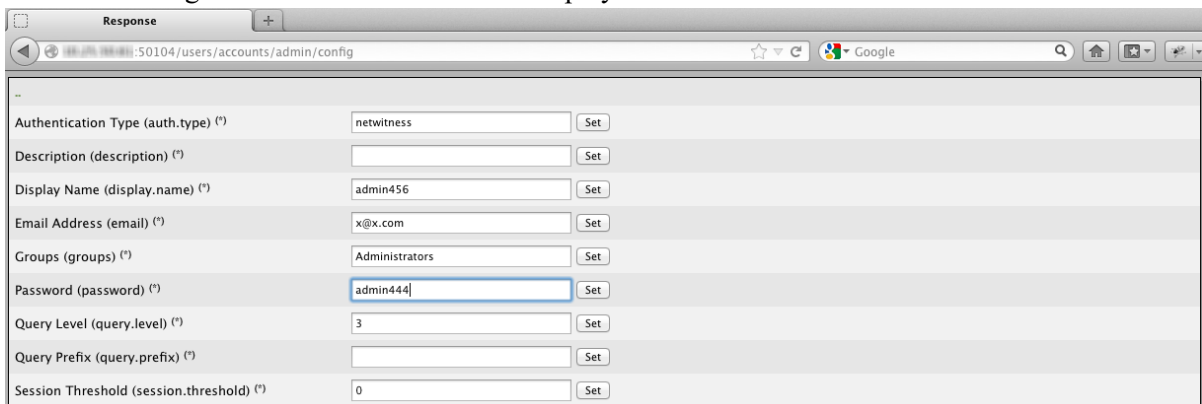 Response
:50104/users/accounts/admin/config Google
..
Authentication Type (auth.type) (*) netwitness Set
Description (description) (*) Set
Display Name (display.name) (*) admin456 Set
Email Address (email) (*) x@x.com Set
Groups (groups) (*) Administrators Set
Password (password) (*) admin444 Set
Query Level (query.level) (*) 3 Set
Query Prefix (query.prefix) (*) Set
Session Threshold (session.threshold) (*) 0 Set